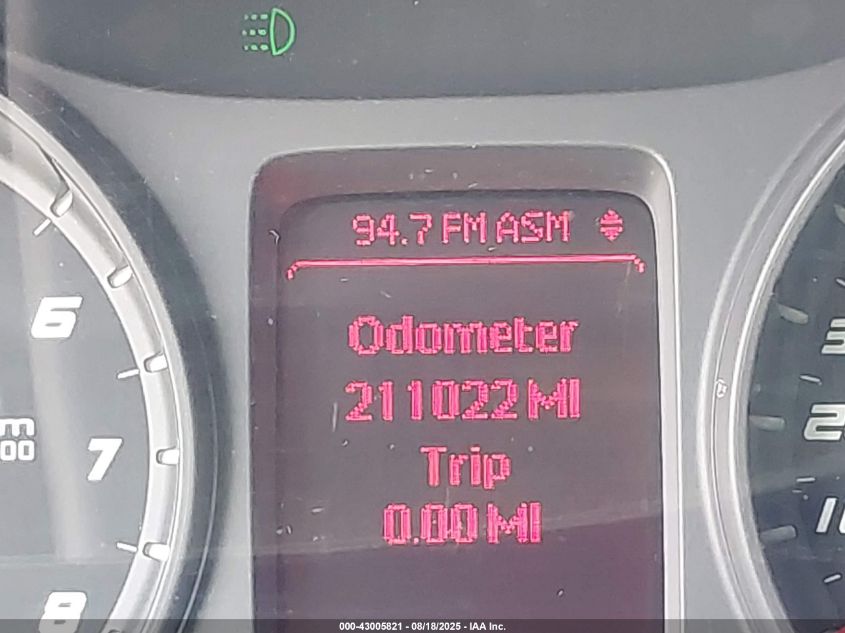 94.7 FM ASM
Odometer
211022 MI
Trip
0.00 MI
6
7
8
00
000-43005821 - 08/18/2025 - IAA Inc.